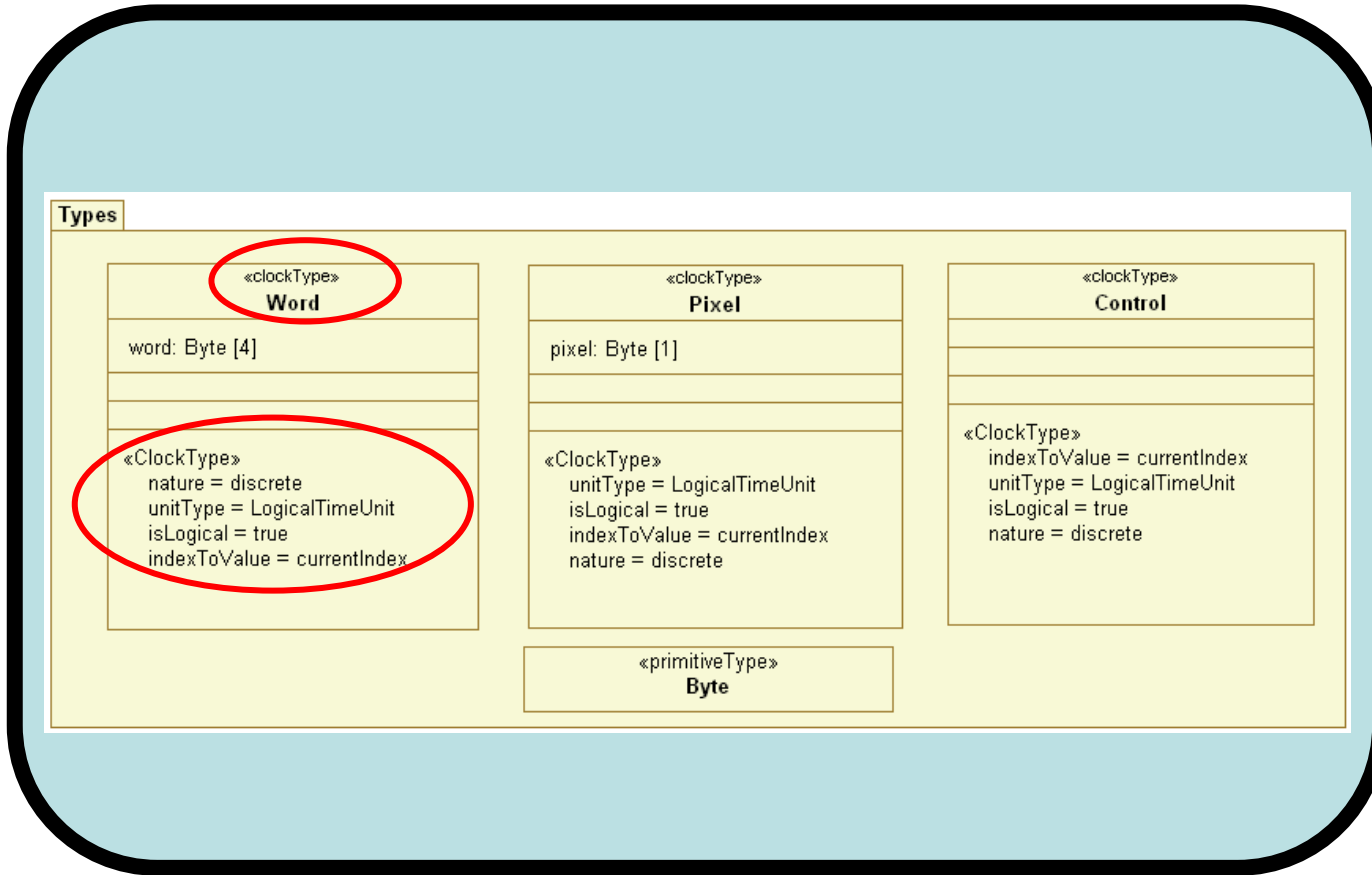 Types
«clockType»
Word
word: Byte [4]
«ClockType»
nature = discrete
unitType = LogicalTimeUnit
isLogical = true
indexToValue = currentIndex
«clockType»
Pixel
pixel: Byte [1]
«ClockType»
unitType = LogicalTimeUnit
isLogical = true
indexToValue = currentIndex
nature = discrete
«clockType»
Control
«ClockType»
indexToValue = currentIndex
unitType = LogicalTimeUnit
isLogical = true
nature = discrete
«primitiveType»
Byte